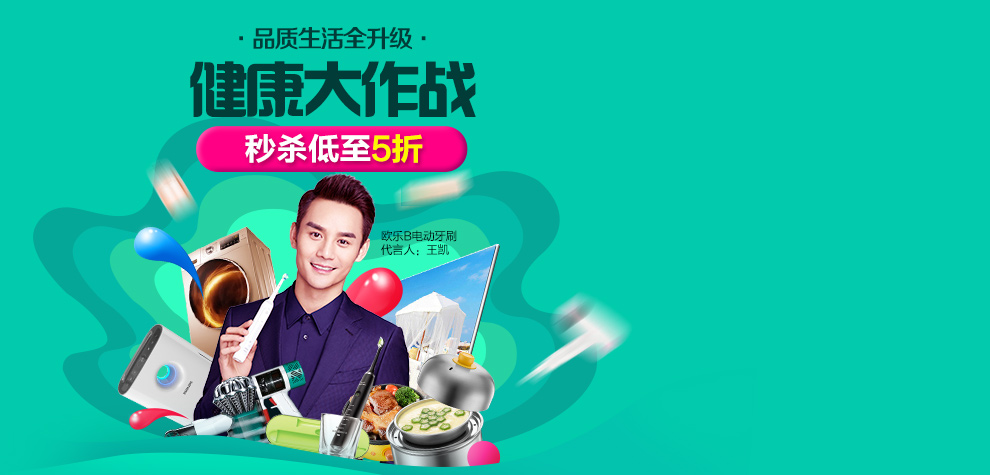 ·品质生活全升级·
健康大作战
秒杀低至5折
欧乐B电动牙刷
代言人：王凯